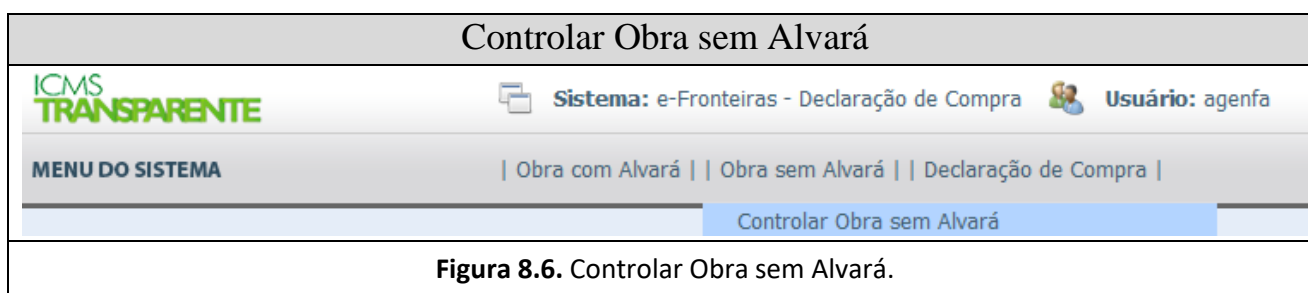 Controlar Obra sem Alvará
ICMS
TRANSPARENTE
Sistema: e-Fronteiras - Declaração de Compra Usuário: agenfa
MENU DO SISTEMA | Obra com Alvará | | Obra sem Alvará | | Declaração de Compra |
Controlar Obra sem Alvará
Figura 8.6. Controlar Obra sem Alvará.